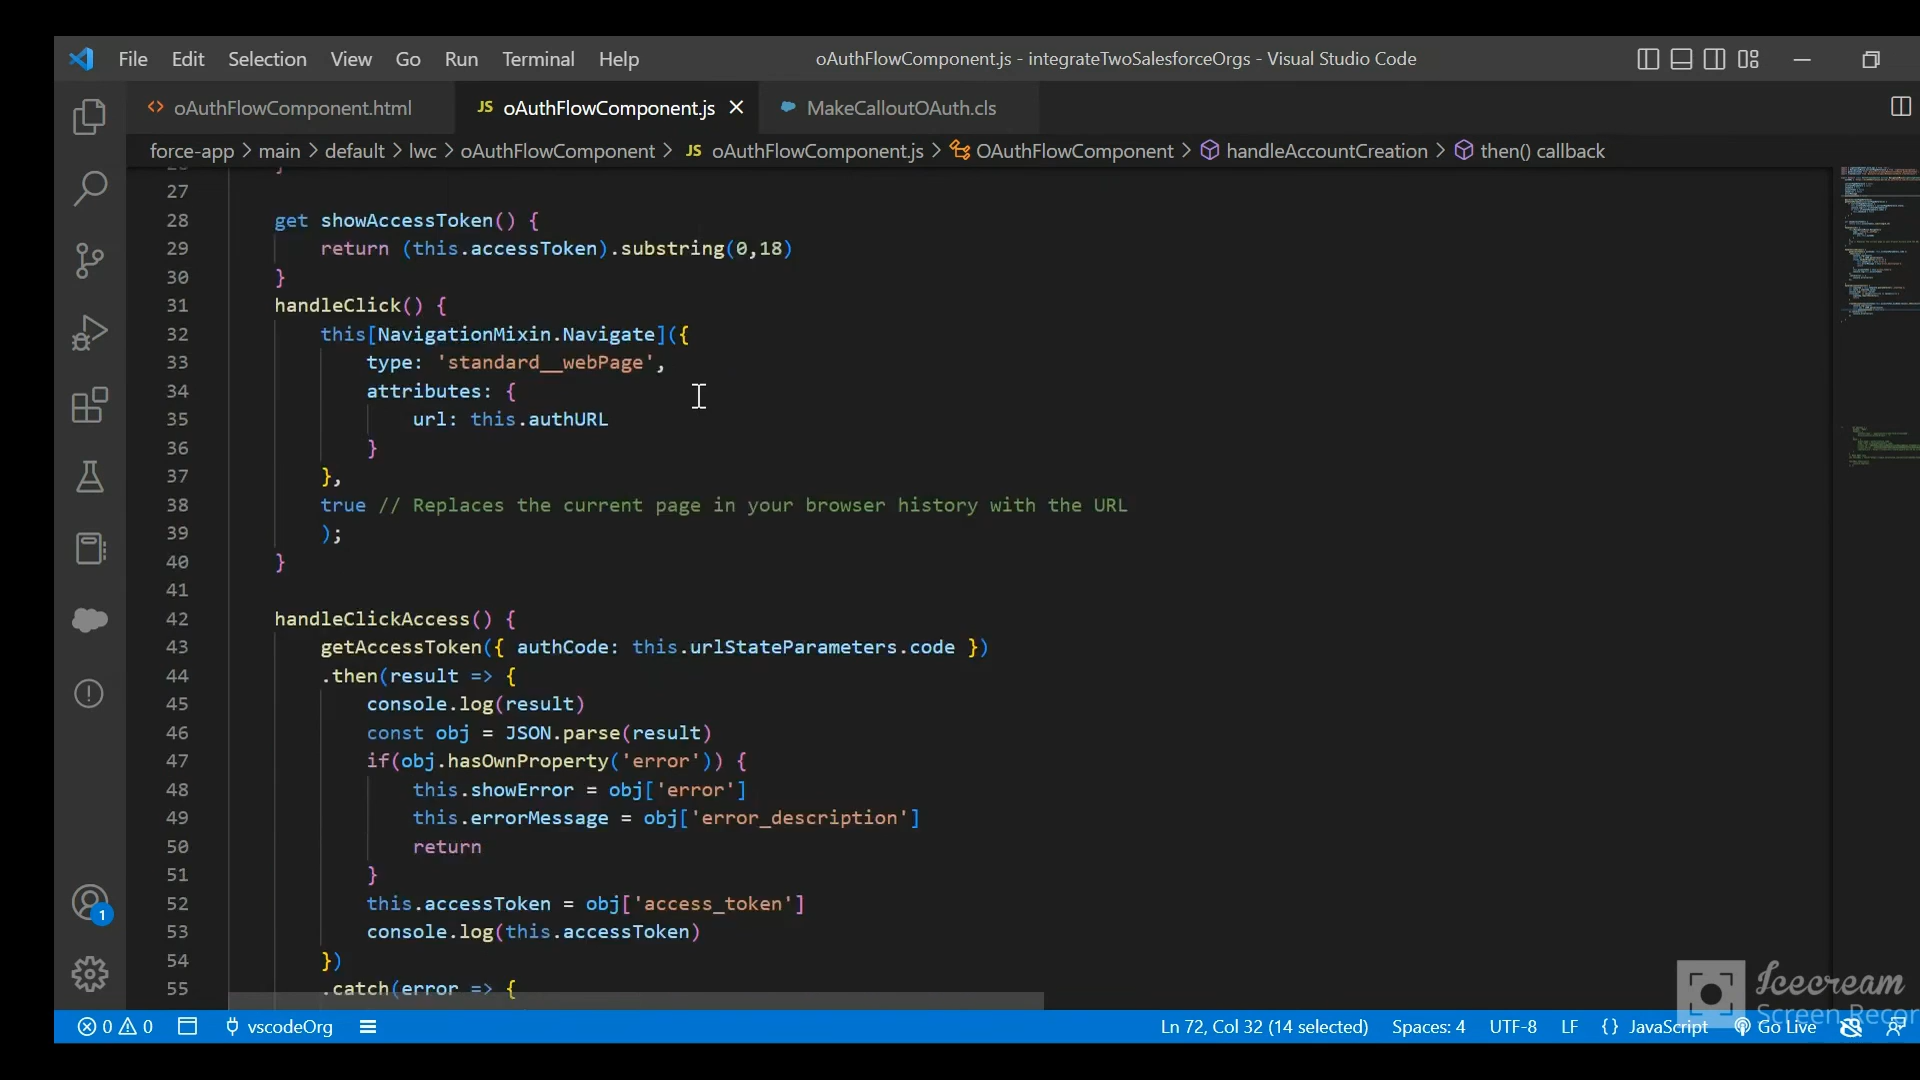 File Edit Selection View Go Run Terminal Help oAuthFlowComponent.js - integrateTwoSalesforceOrgs - Visual Studio Code
<> oAuthFlowComponent.html JS oAuthFlowComponent.js MakeCalloutOAuth.cls
force-app > main > default > lwc > oAuthFlowComponent > JS oAuthFlowComponent.js > OAuthFlowComponent > handleAccountCreation > then() callback
27
28 get showAccessToken() {
29 return (this.accessToken).substring(0,18)
30 }
31 handleClick() {
32 this[NavigationMixin.Navigate]({
33 type: 'standard__webPage',
34 attributes: {
35 url: this.authURL
36 }
37 },
38 true // Replaces the current page in your browser history with the URL
39 );
40 }
41
42 handleClickAccess() {
43 getAccessToken({ authCode: this.urlStateParameters.code })
44 .then(result => {
45 console.log(result)
46 const obj = JSON.parse(result)
47 if(obj.hasOwnProperty('error')) {
48 this.showError = obj['error']
49 this.errorMessage = obj['error_description']
50 return
51 }
52 this.accessToken = obj['access_token']
53 console.log(this.accessToken)
54 })
55 .catch(error => {
1
Icecream
Screen Recor
0 0 vscodeOrg Ln 72, Col 32 (14 selected) Spaces: 4 UTF-8 LF {} JavaScript Go Live